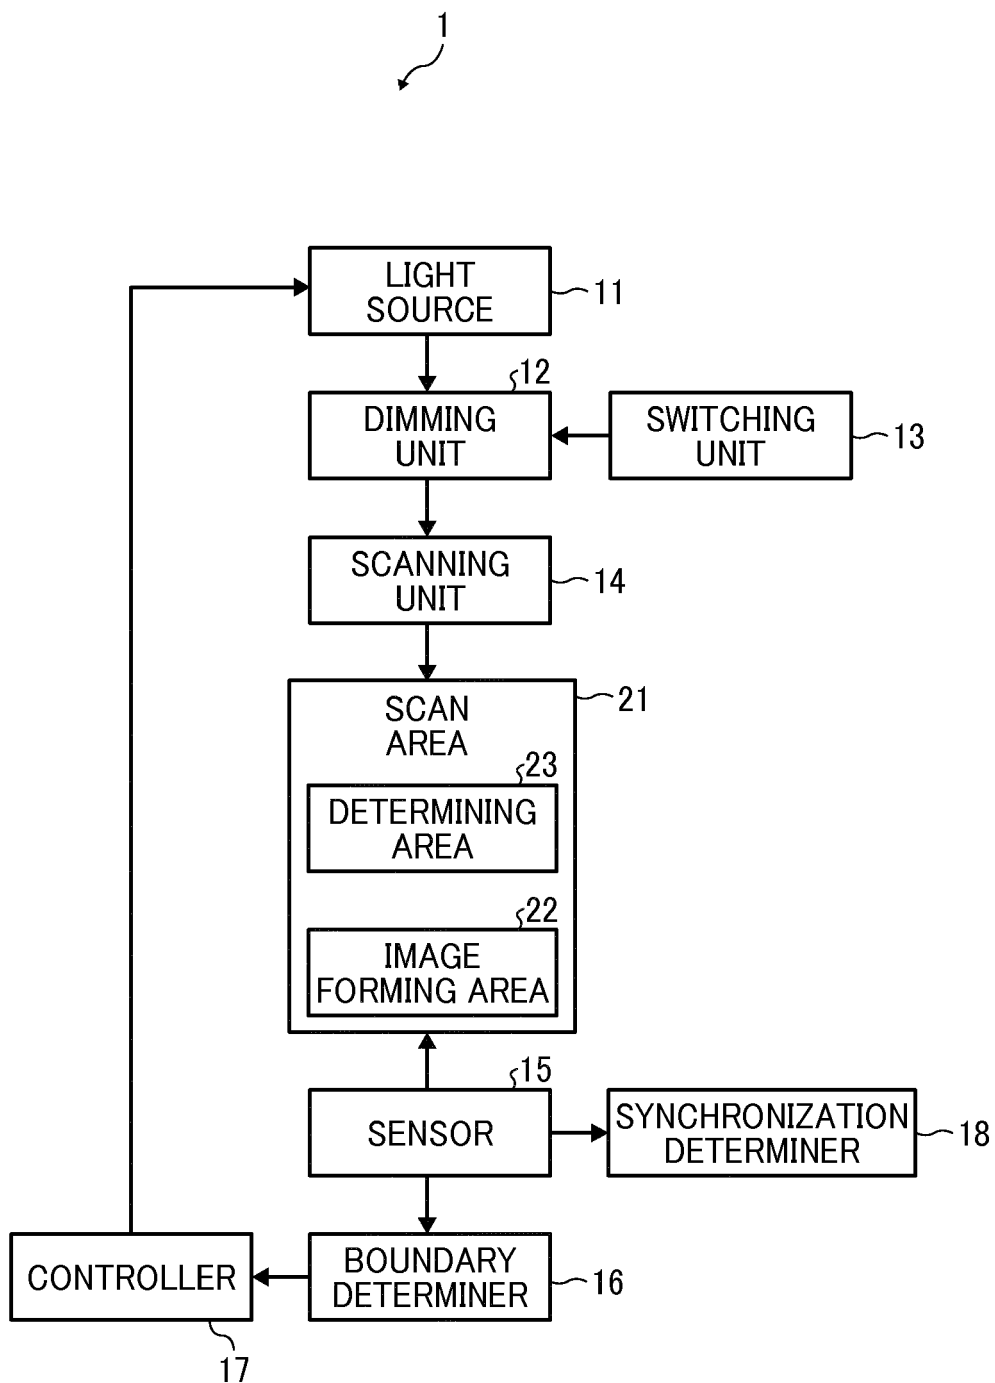 1
LIGHT
SOURCE
11
12
DIMMING
UNIT
SWITCHING
UNIT
13
SCANNING
UNIT
14
21
SCAN
AREA
23
DETERMINING
AREA
22
IMAGE
FORMING AREA
15
SENSOR
SYNCHRONIZATION
DETERMINER
18
CONTROLLER
17
BOUNDARY
DETERMINER
16